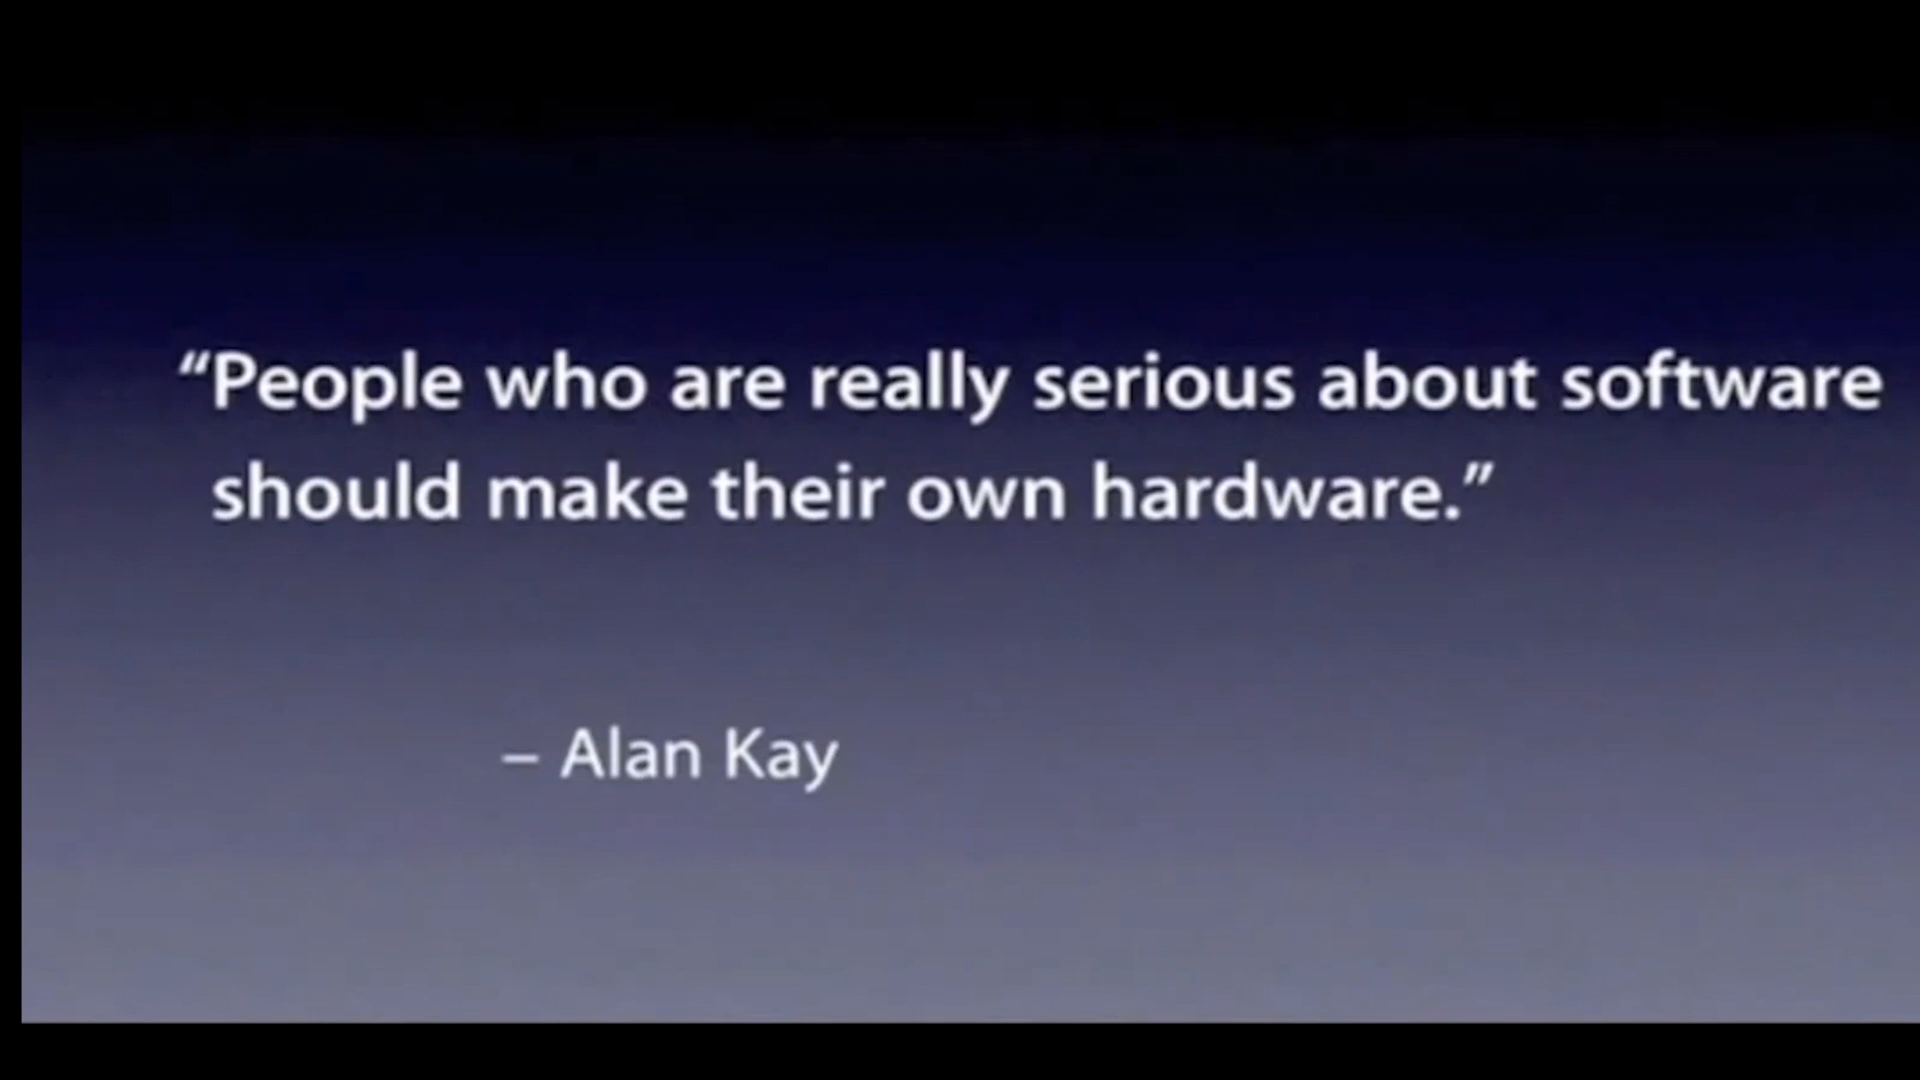 “People who are really serious about software
should make their own hardware.”
– Alan Kay